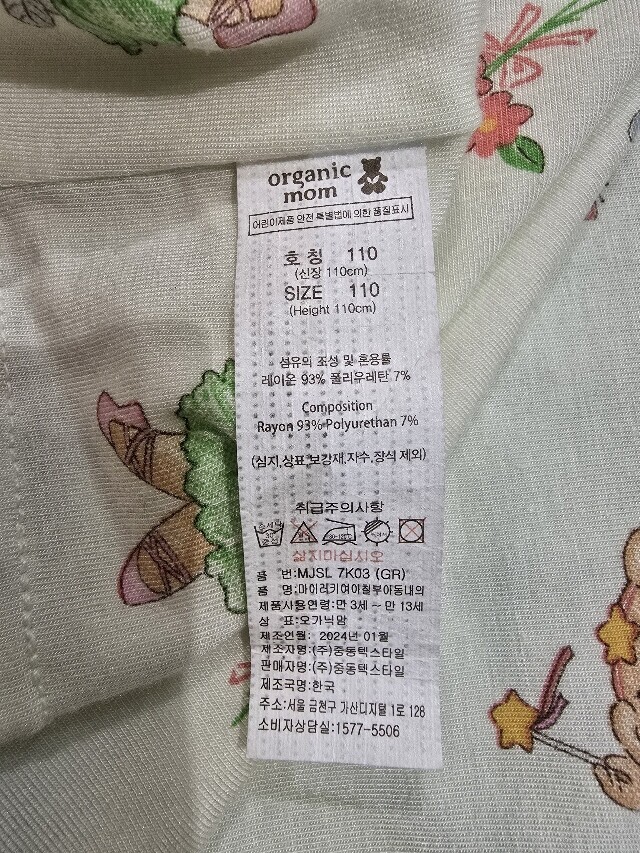 organic
mom
어린이제품 안전 특별법에 의한 품질표시
호 칭 110
(신장 110cm)
SIZE 110
(Height 110cm)
섬유의 조성 및 혼용률
레이온 93% 폴리우레탄 7%
Composition
Rayon 93% Polyurethan 7%
(심지,상표,보강재,자수,장식 제외)
취급주의사항
삶지마십시오
품 번:MJSL 7K03 (GR)
품 명:마이러키여아칠부아동내의
제품사용연령:만 3세 ~ 만 13세
상 표:오가닉맘
제조연월: 2024年 01월
제조자명:(주)중동텍스타일
판매자명:(주)중동텍스타일
제조국명:한국
주소:서울 금천구 가산디지털 1로 128
소비자상담실:1577-5506